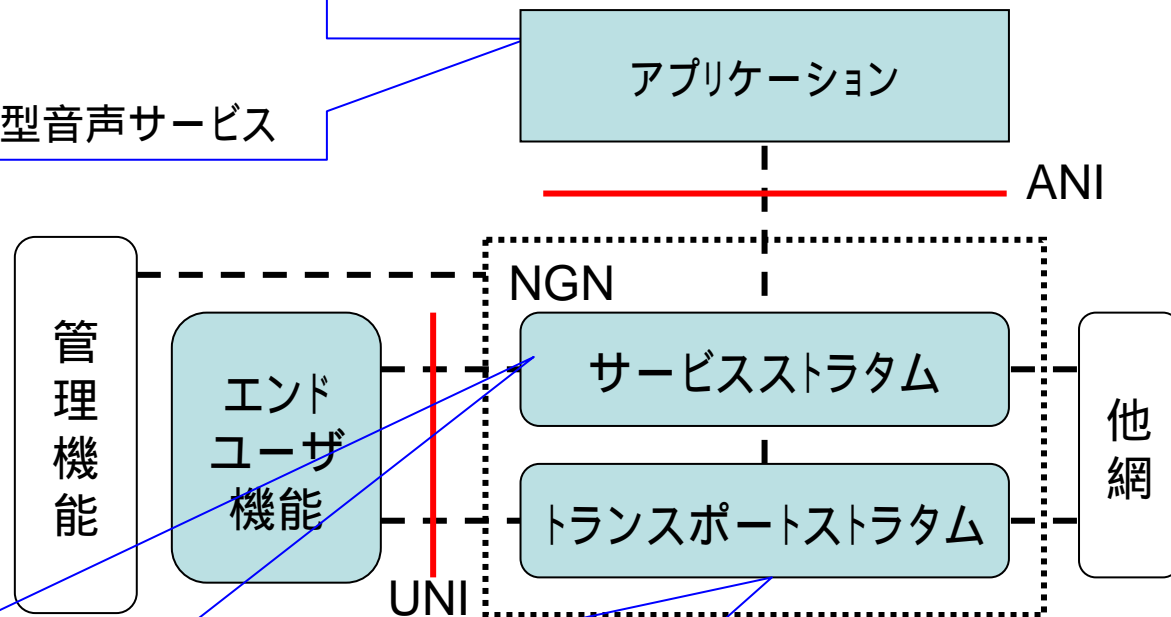 アプリケーション
型音声サービス
ANI
NGN
管
理
機
能
エンド
ユーザ
機能
サービスストラタム
トランスポートストラタム
他
網
UNI